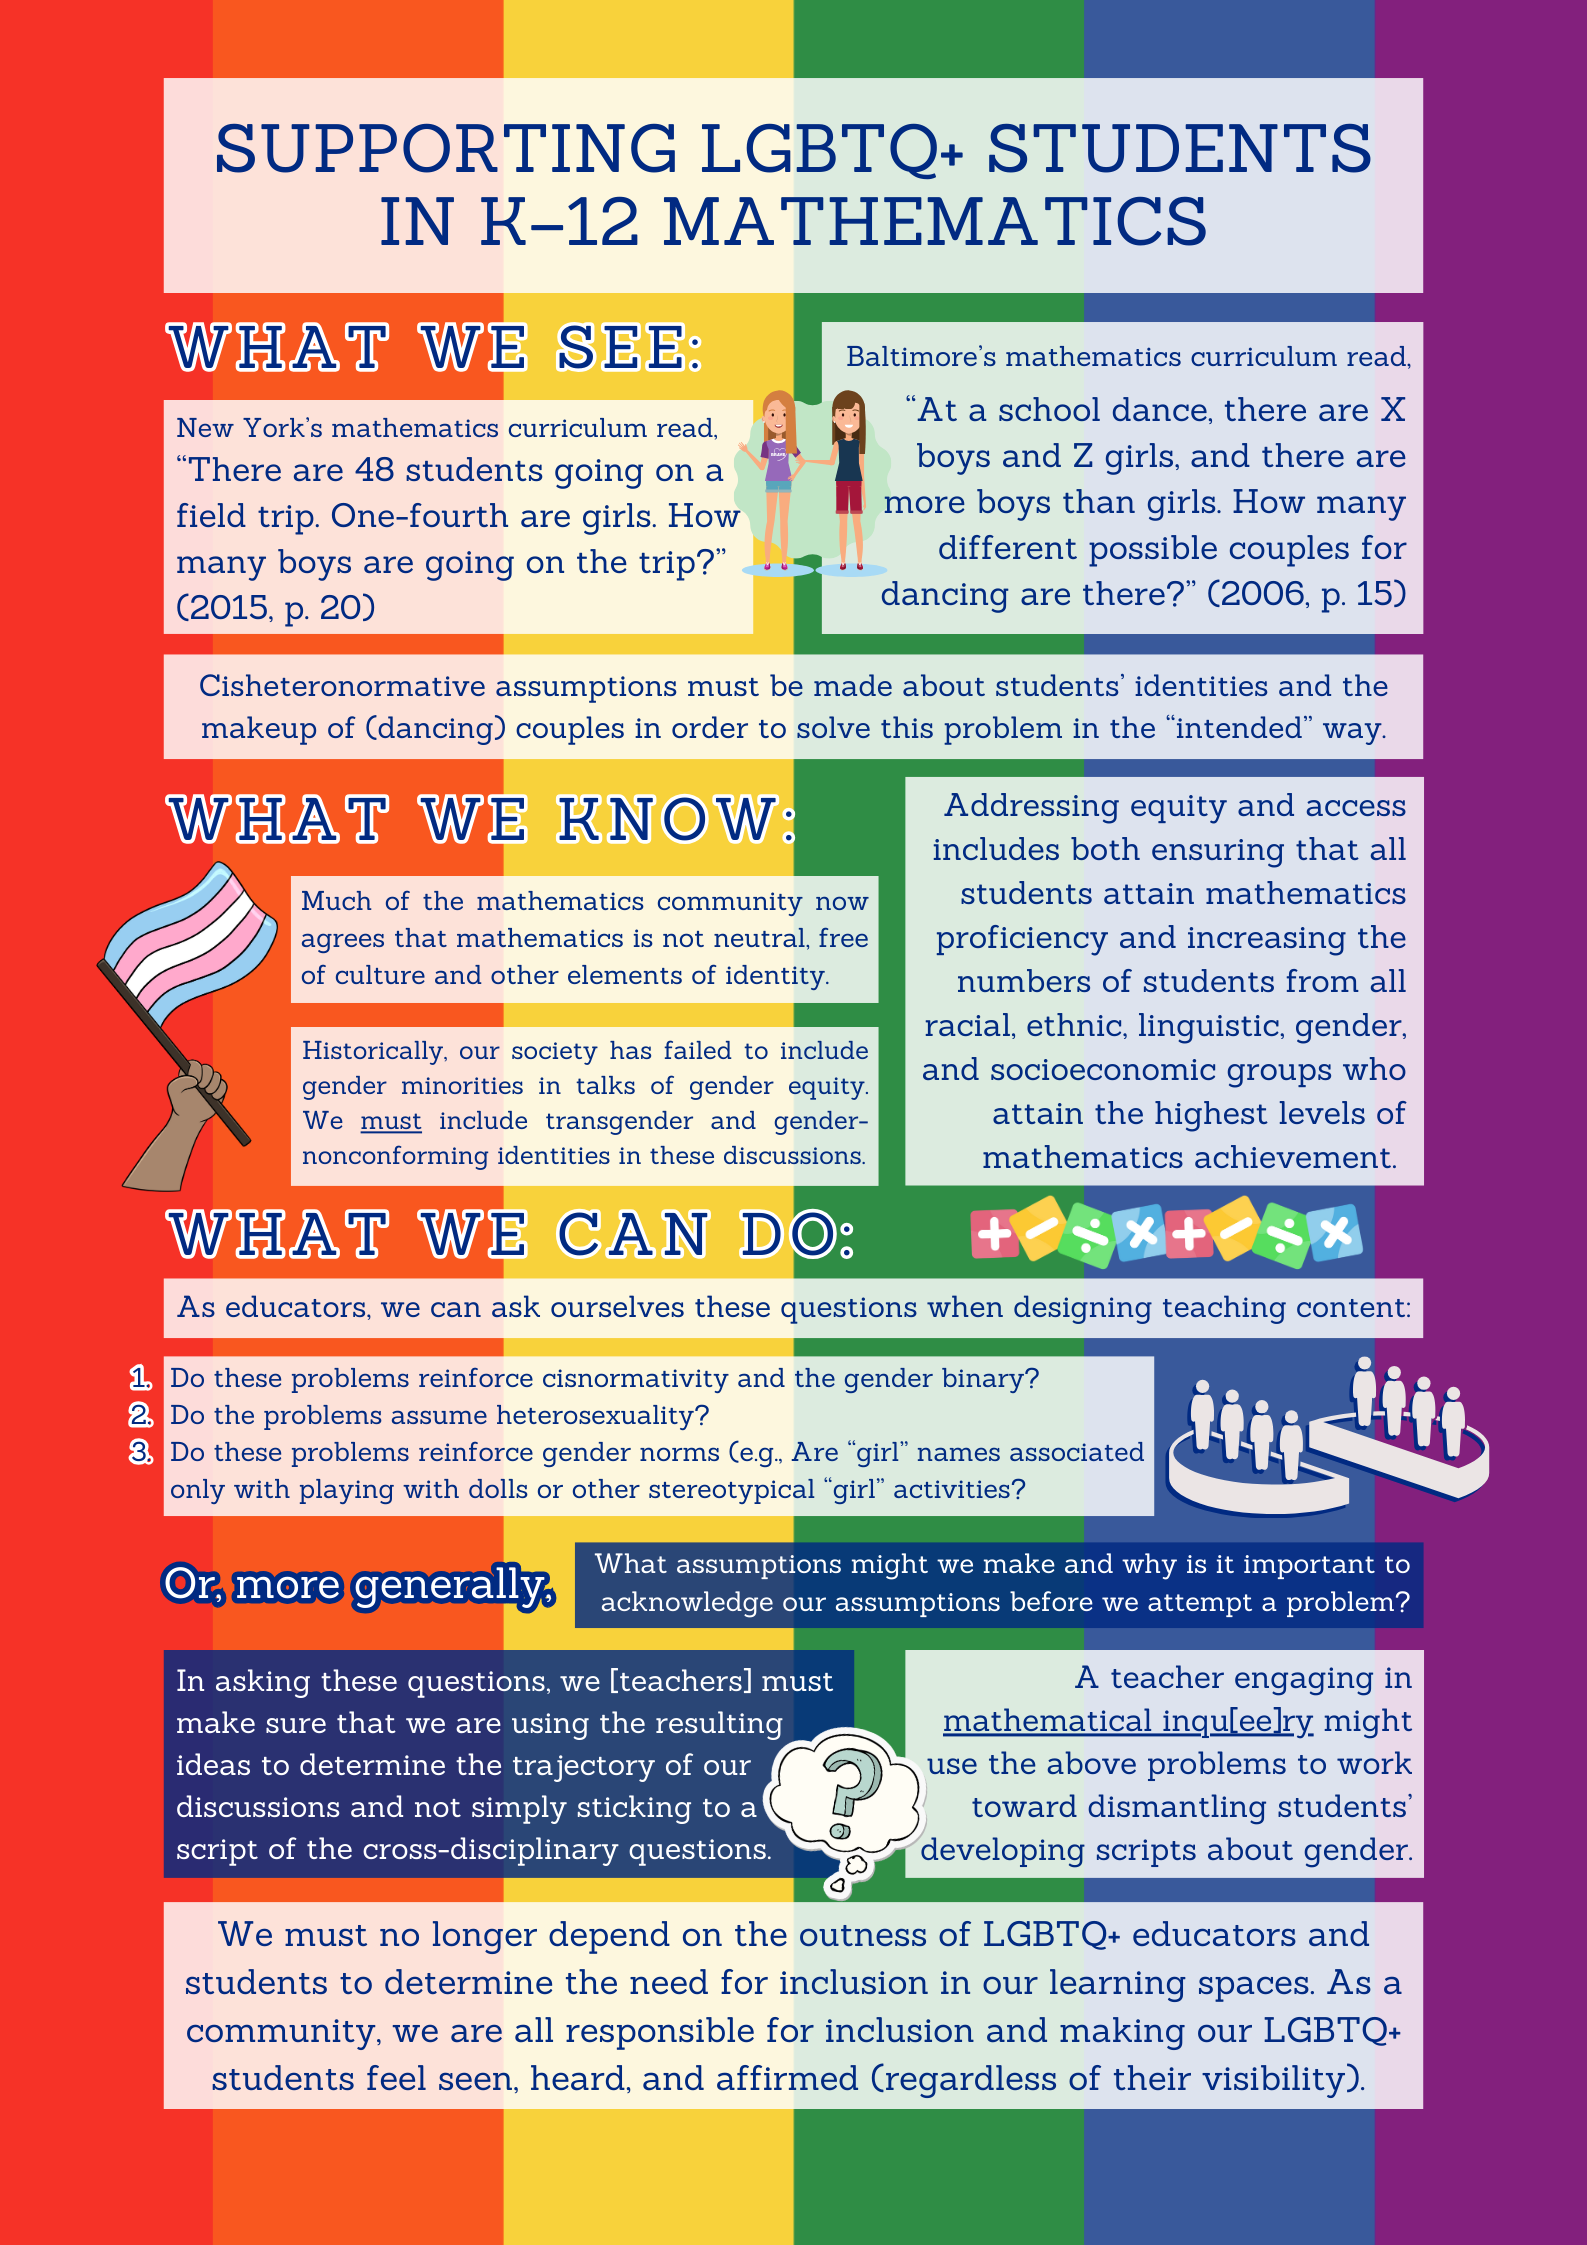 SUPPORTING LGBTQ+ STUDENTS
IN K–12 MATHEMATICS
WHAT WE SEE:
New York's mathematics curriculum read,
“There are 48 students going on a
field trip. One-fourth are girls. How
many boys are going on the trip?”
(2015, p. 20)
Baltimore's mathematics curriculum read,
“At a school dance, there are X
boys and Z girls, and there are
more boys than girls. How many
different possible couples for
dancing are there?” (2006, p. 15)
Cisheteronormative assumptions must be made about students' identities and the
makeup of (dancing) couples in order to solve this problem in the “intended” way.
WHAT WE KNOW:
Much of the mathematics community now
agrees that mathematics is not neutral, free
of culture and other elements of identity.
Historically, our society has failed to include
gender minorities in talks of gender equity.
We must include transgender and gender-
nonconforming identities in these discussions.
Addressing equity and access
includes both ensuring that all
students attain mathematics
proficiency and increasing the
numbers of students from all
racial, ethnic, linguistic, gender,
and socioeconomic groups who
attain the highest levels of
mathematics achievement.
WHAT WE CAN DO:
+ − ÷ × + − ÷ ×
As educators, we can ask ourselves these questions when designing teaching content:
1. Do these problems reinforce cisnormativity and the gender binary?
2. Do the problems assume heterosexuality?
3. Do these problems reinforce gender norms (e.g., Are “girl” names associated
only with playing with dolls or other stereotypical “girl” activities?
Or, more generally,
What assumptions might we make and why is it important to
acknowledge our assumptions before we attempt a problem?
In asking these questions, we [teachers] must
make sure that we are using the resulting
ideas to determine the trajectory of our
discussions and not simply sticking to a
script of the cross-disciplinary questions.
?
A teacher engaging in
mathematical inqu[ee]ry might
use the above problems to work
toward dismantling students'
developing scripts about gender.
We must no longer depend on the outness of LGBTQ+ educators and
students to determine the need for inclusion in our learning spaces. As a
community, we are all responsible for inclusion and making our LGBTQ+
students feel seen, heard, and affirmed (regardless of their visibility).